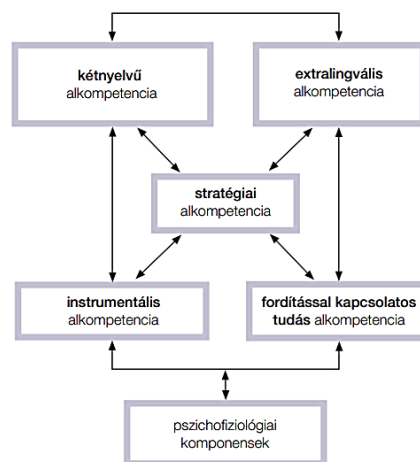 kétnyelvű
alkompetencia
extralingvális
alkompetencia
stratégiai
alkompetencia
instrumentális
alkompetencia
fordítással kapcsolatos
tudás alkompetencia
pszichofiziológiai
komponensek